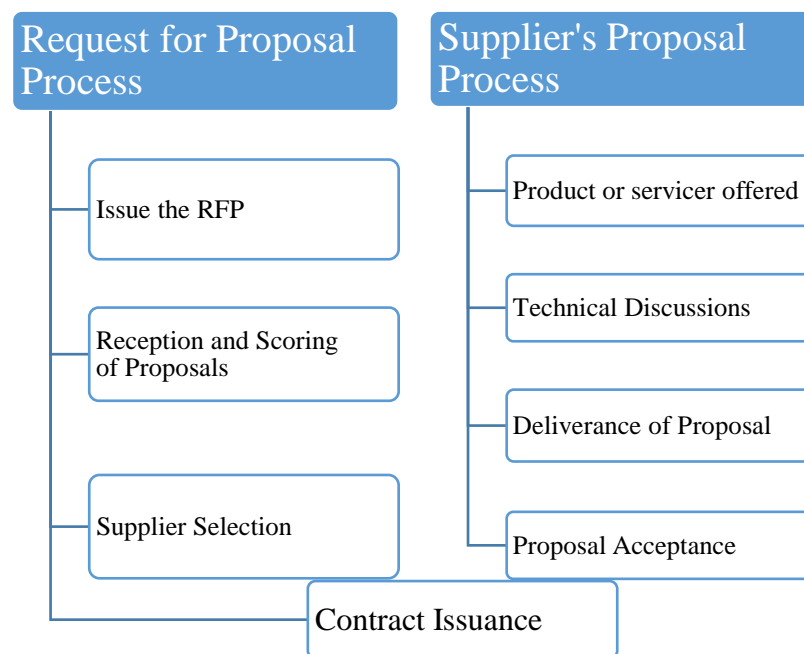 Request for Proposal
Process
Issue the RFP
Reception and Scoring
of Proposals
Supplier Selection
Contract Issuance
Supplier's Proposal
Process
Product or servicer offered
Technical Discussions
Deliverance of Proposal
Proposal Acceptance